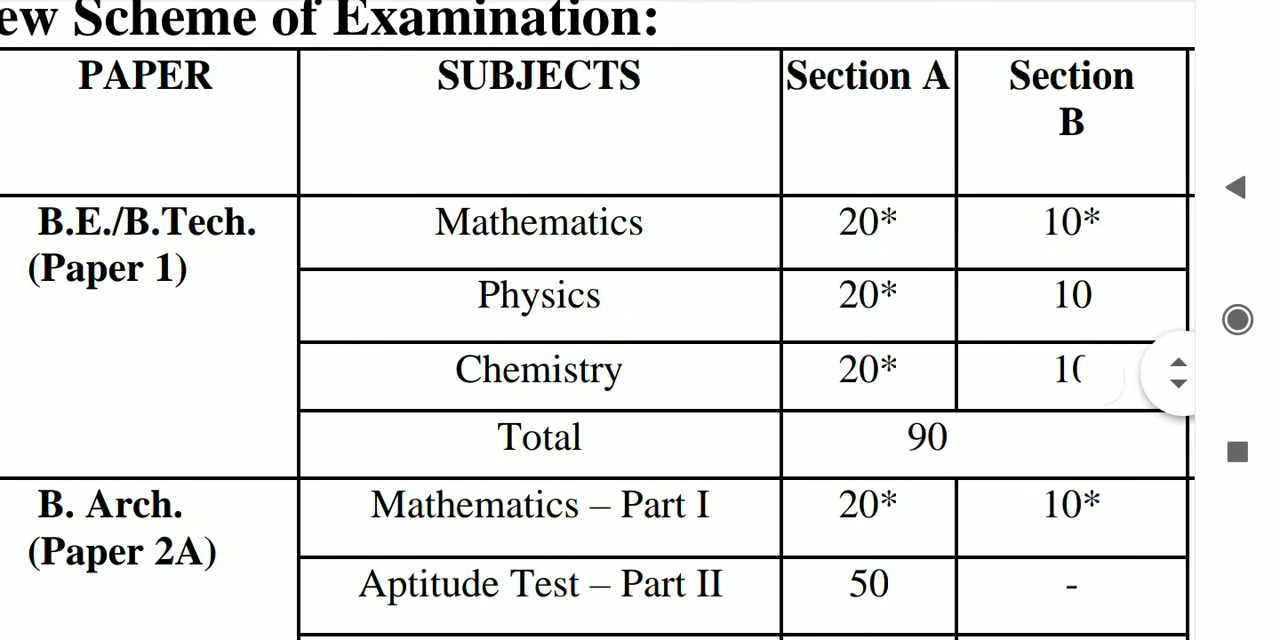 ew Scheme of Examination:
PAPER SUBJECTS Section A Section
B
B.E./B.Tech. Mathematics 20* 10*
(Paper 1)
Physics 20* 10
Chemistry 20*
Total 90
B. Arch. Mathematics – Part I 20* 10*
(Paper 2A)
Aptitude Test – Part II 50 -